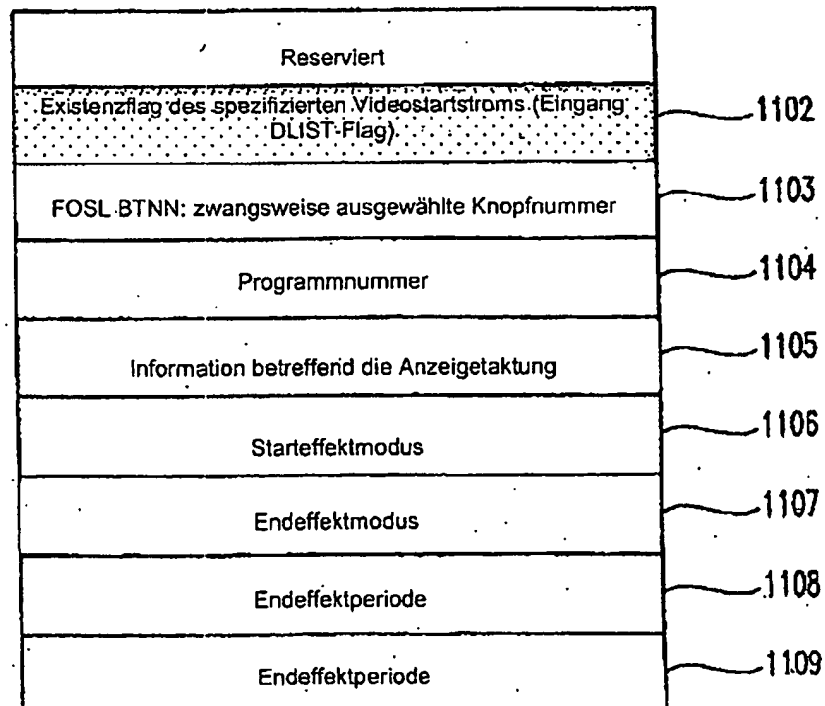 Reserviert
Existenzflag des spezifizierten Videostartstroms (Eingang
DLIST-Flag)
1102
FOSL BTNN: zwangsweise ausgewählte Knopfnummer
1103
Programmnummer
1104
Information betreffend die Anzeigetaktung
1105
Starteffektmodus
1106
Endeffektmodus
1107
Endeffektperiode
1108
Endeffektperiode
1109